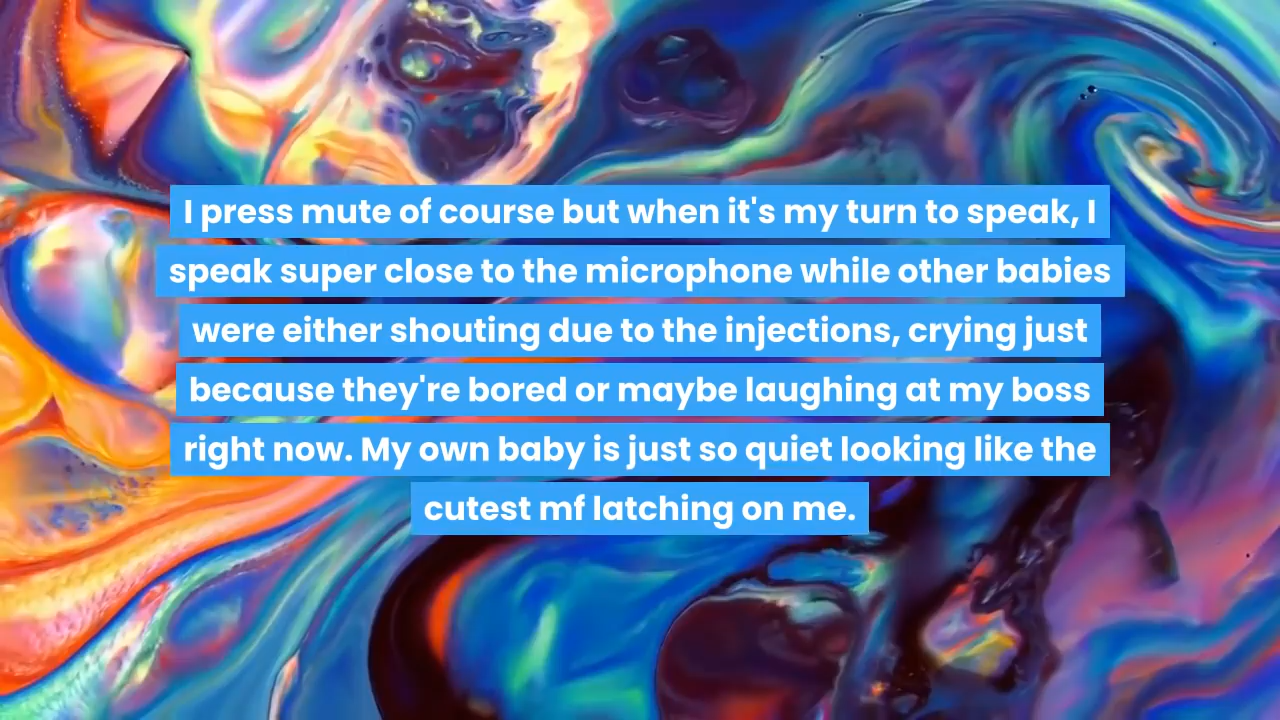 I press mute of course but when it's my turn to speak, I
speak super close to the microphone while other babies
were either shouting due to the injections, crying just
because they're bored or maybe laughing at my boss
right now. My own baby is just so quiet looking like the
cutest mf latching on me.